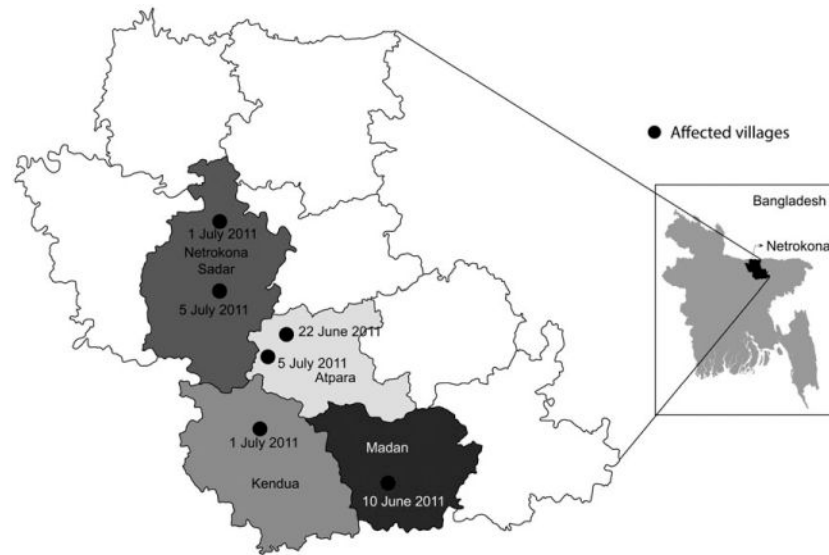 Affected villages
Bangladesh
Netrokona
1 July 2011
Netrokona
Sadar
5 July 2011
22 June 2011
5 July 2011
Atpara
1 July 2011
Kendua
Madan
10 June 2011